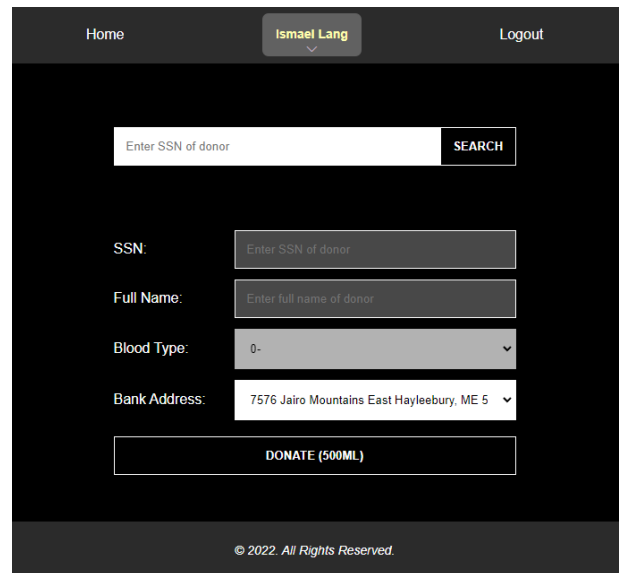 Home
Ismael Lang
Logout
Enter SSN of donor
SEARCH
SSN:
Enter SSN of donor
Full Name:
Enter full name of donor
Blood Type:
0-
Bank Address:
7576 Jairo Mountains East Hayleebury, ME 5
DONATE (500ML)
© 2022. All Rights Reserved.